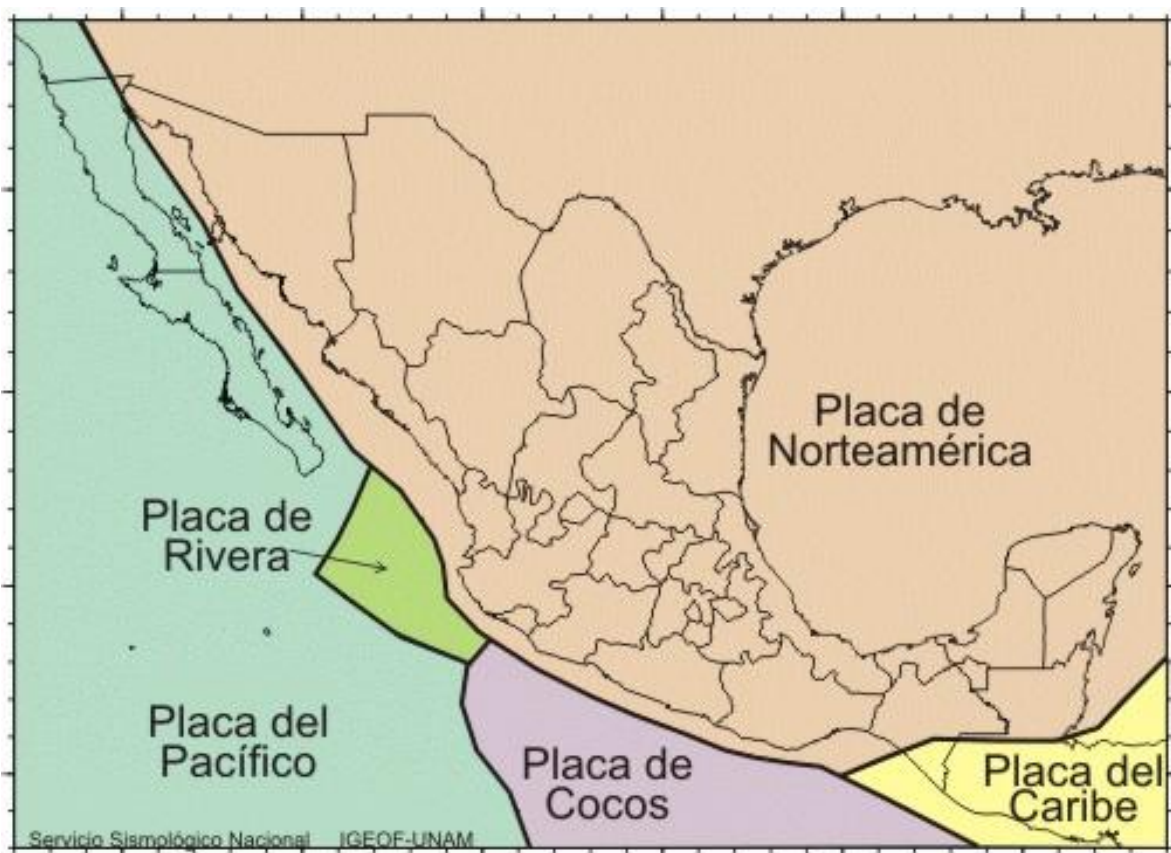 Placa de
Norteamérica
Placa de
Rivera
Placa del
Pacífico
Placa de
Cocos
Placa del
Caribe
Servicio Sismológico Nacional IGEOF-UNAM